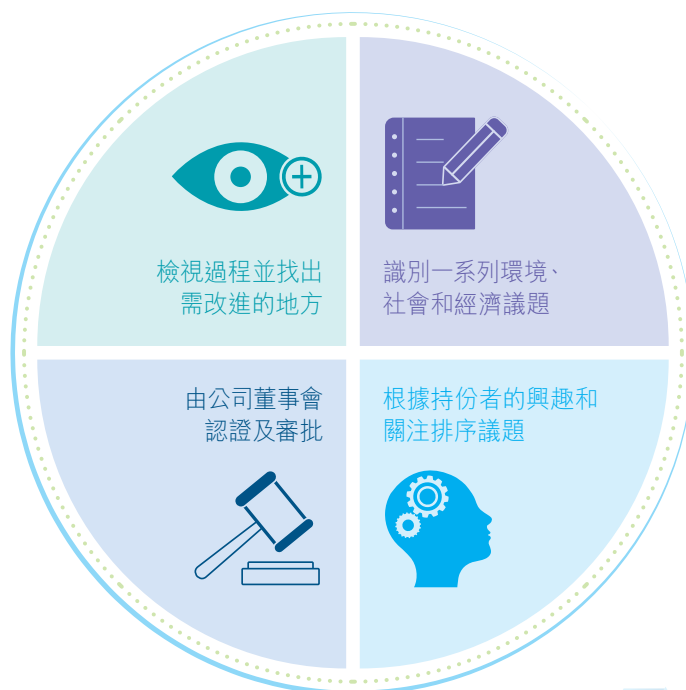 檢視過程並找出
需改進的地方
識別一系列環境、
社會和經濟議題
由公司董事會
認證及審批
根據持份者的興趣和
關注排序議題